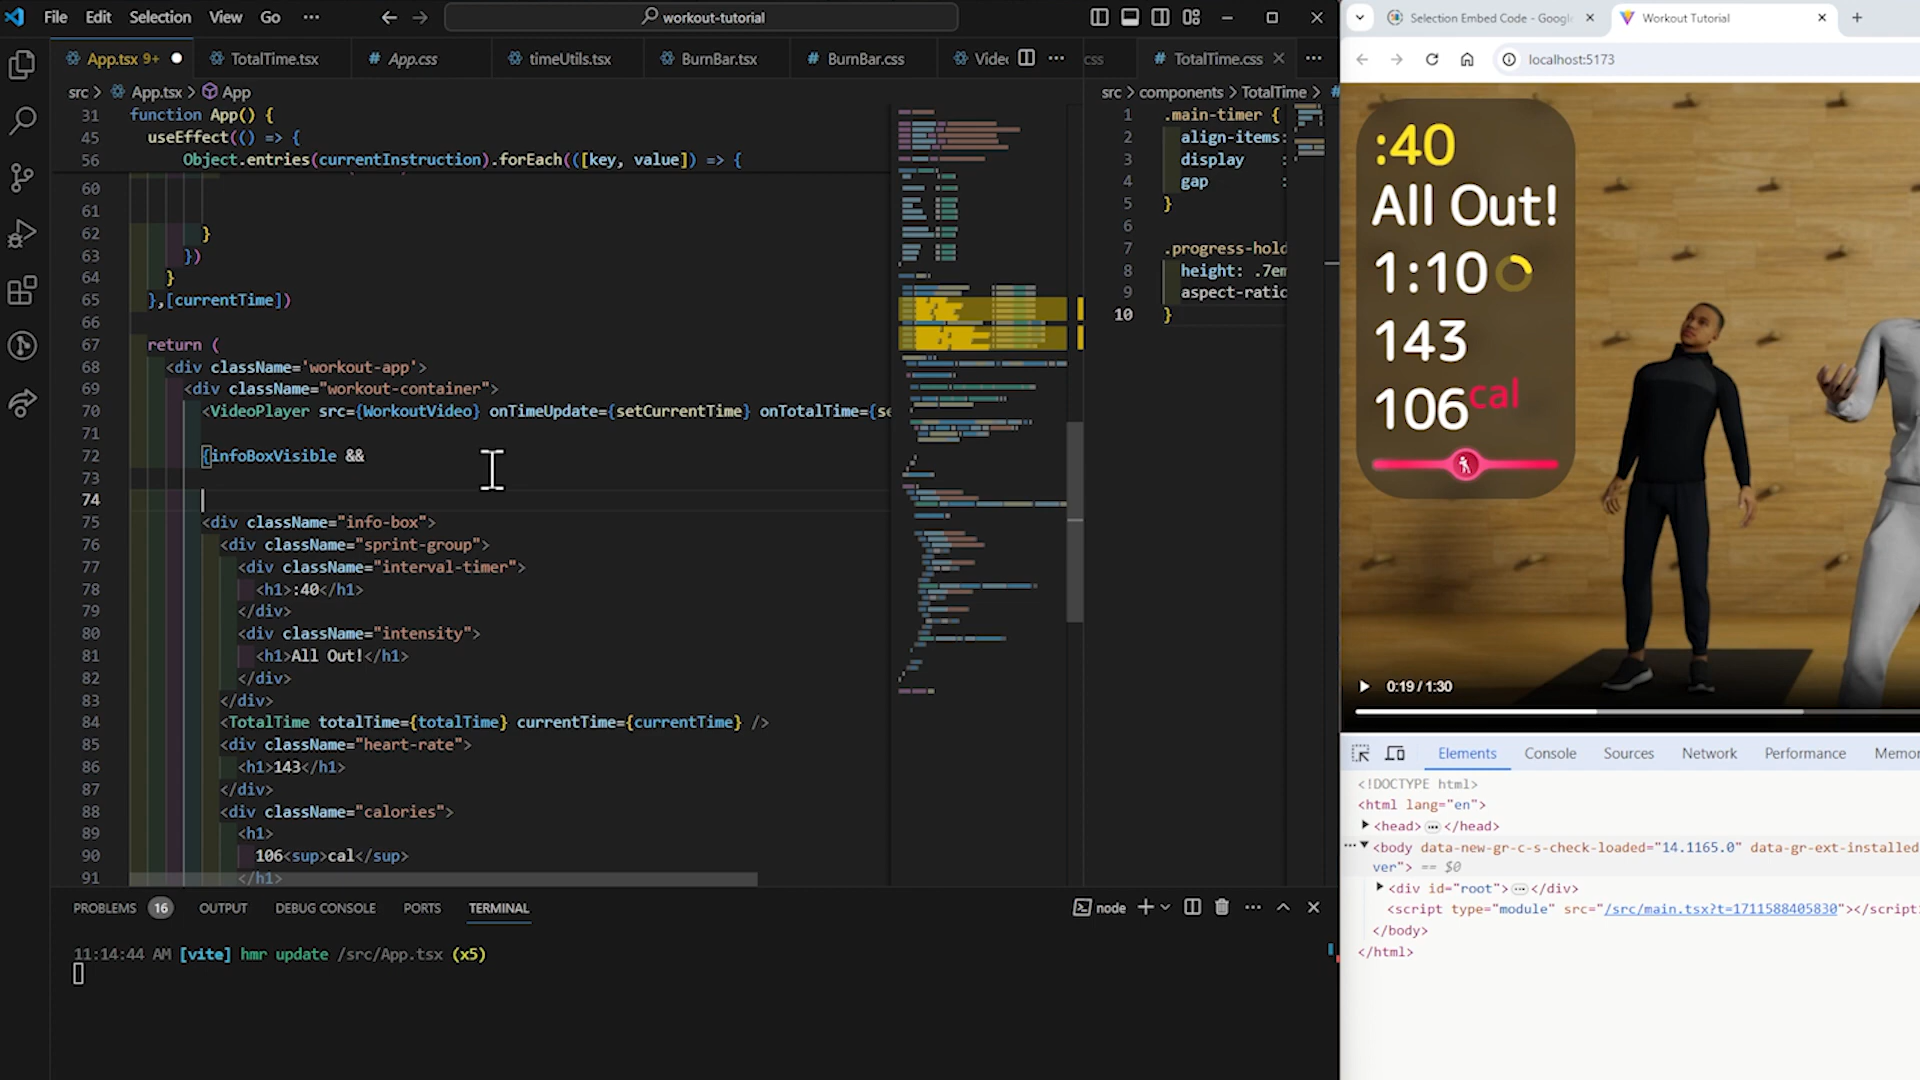 File Edit Selection View Go ··· workout-tutorial
App.tsx 9+ TotalTime.tsx App.css timeUtils.tsx BurnBar.tsx BurnBar.css Vide ··· css TotalTime.css ···
src > App.tsx > App
31 function App() {
45 useEffect(() => {
56 Object.entries(currentInstruction).forEach(([key, value]) => {
60
61
62 }
63 })
64 }
65 },[currentTime])
66
67 return (
68 <div className='workout-app'>
69 <div className="workout-container">
70 <VideoPlayer src={WorkoutVideo} onTimeUpdate={setCurrentTime} onTotalTime={se
71
72 {infoBoxVisible &&
73
74
75 <div className="info-box">
76 <div className="sprint-group">
77 <div className="interval-timer">
78 <h1>:40</h1>
79 </div>
80 <div className="intensity">
81 <h1>All Out!</h1>
82 </div>
83 </div>
84 <TotalTime totalTime={totalTime} currentTime={currentTime} />
85 <div className="heart-rate">
86 <h1>143</h1>
87 </div>
88 <div className="calories">
89 <h1>
90 106<sup>cal</sup>
91 </h1>
src > components > TotalTime > #
1 .main-timer {
2 align-items:
3 display :
4 gap :
5 }
6
7 .progress-hold
8 height: .7em
9 aspect-ratio
10 }
PROBLEMS 16 OUTPUT DEBUG CONSOLE PORTS TERMINAL node ···
11:14:44 AM [vite] hmr update /src/App.tsx (x5)
Selection Embed Code - Google Workout Tutorial
localhost:5173
:40
All Out!
1:10
143
106cal
0:19 / 1:30
Elements Console Sources Network Performance Memor
<!DOCTYPE html>
<html lang="en">
<head> ··· </head>
··· <body data-new-gr-c-s-check-loaded="14.1165.0" data-gr-ext-installed
ver"> == $0
<div id="root"> ··· </div>
<script type="module" src="/src/main.tsx?t=1711588405830"></script
</body>
</html>